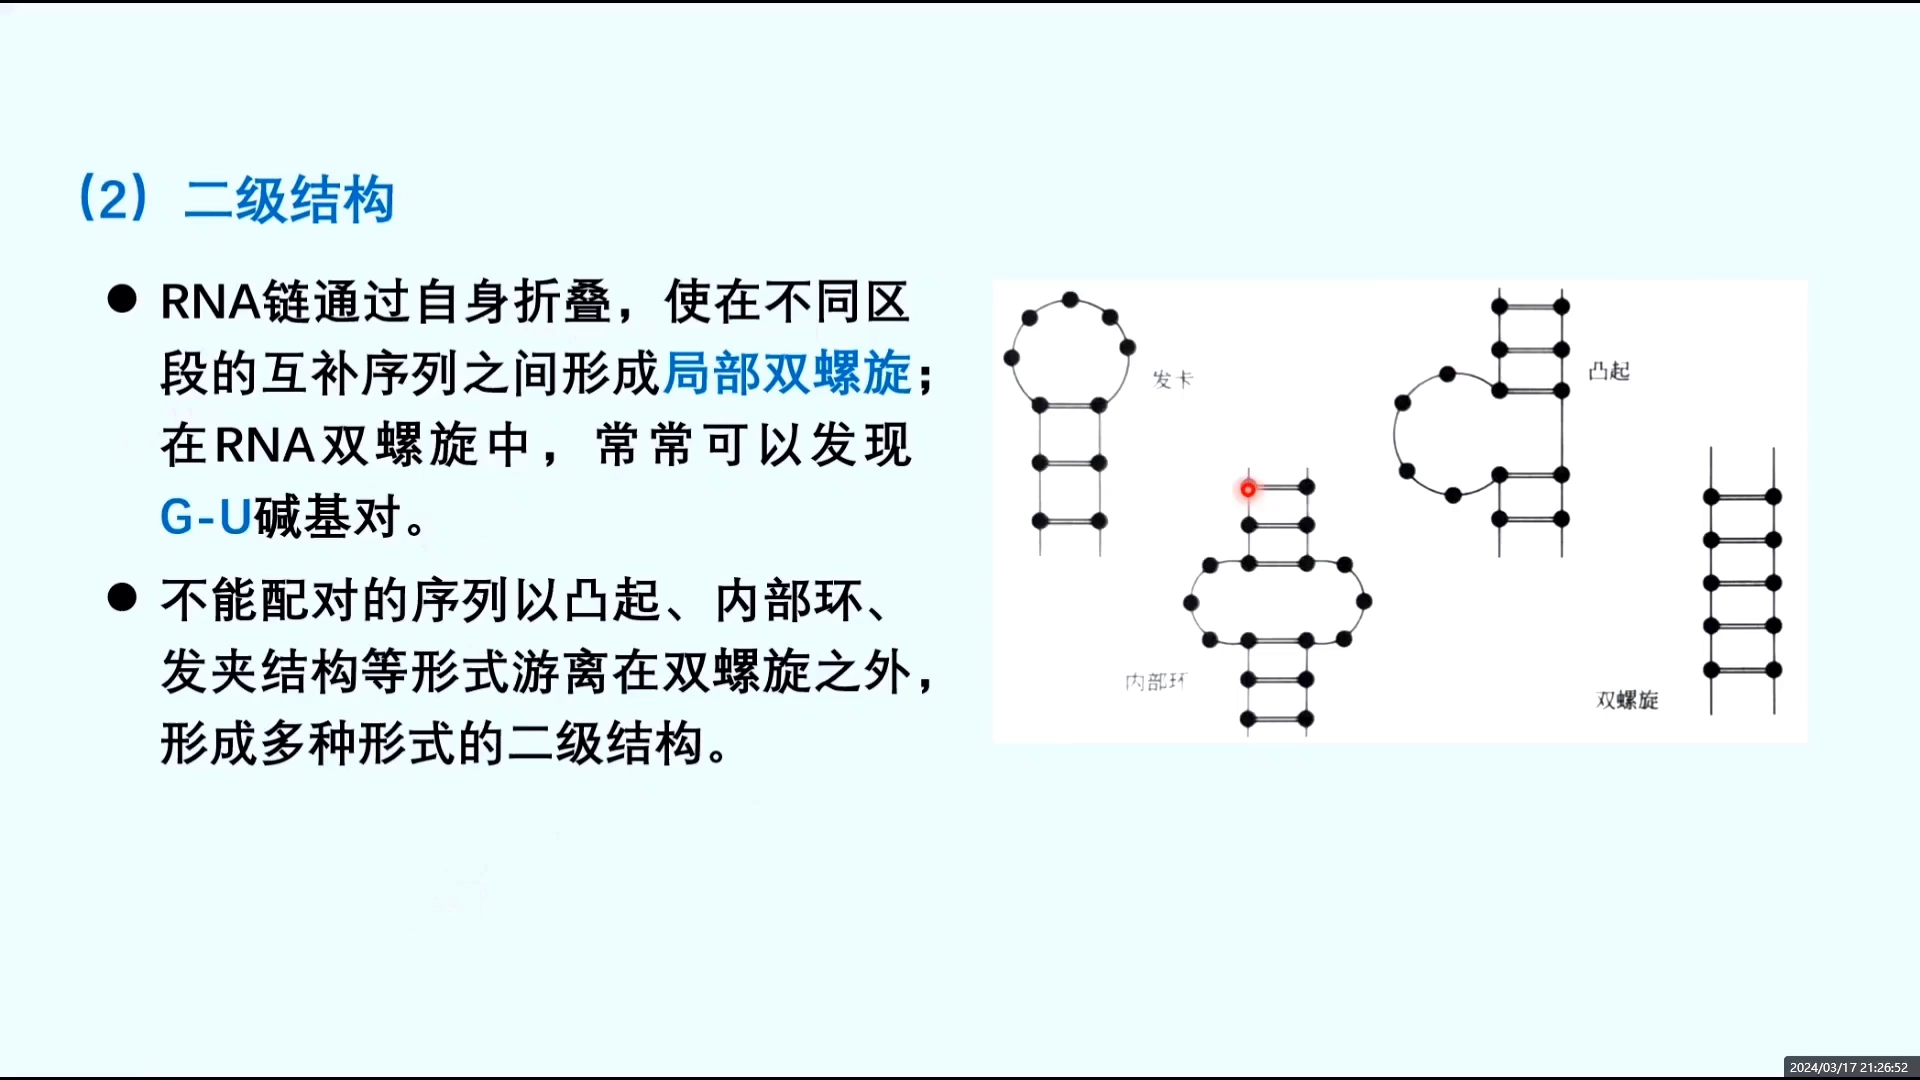 （2）二级结构
● RNA链通过自身折叠，使在不同区
段的互补序列之间形成局部双螺旋；
在RNA双螺旋中，常常可以发现
G-U碱基对。
● 不能配对的序列以凸起、内部环、
发夹结构等形式游离在双螺旋之外，
形成多种形式的二级结构。
发卡
凸起
内部环
双螺旋
2024/03/17 21:26:52